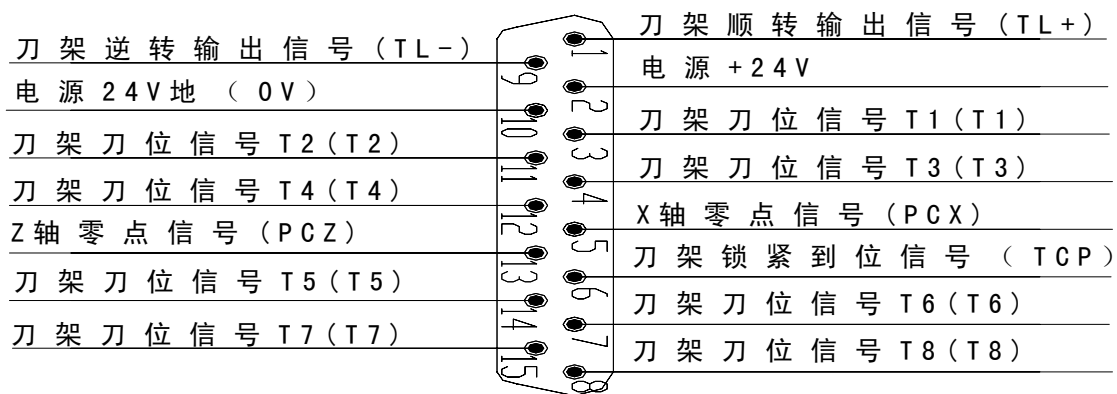 刀架逆转输出信号(TL-)
电源24V地(0V)
刀架刀位信号T2(T2)
刀架刀位信号T4(T4)
Z轴零点信号(PCZ)
刀架刀位信号T5(T5)
刀架刀位信号T7(T7)
9
10
11
12
13
14
15
1
2
3
4
5
6
7
8
刀架顺转输出信号(TL+)
电源+24V
刀架刀位信号T1(T1)
刀架刀位信号T3(T3)
X轴零点信号(PCX)
刀架锁紧到位信号(TCP)
刀架刀位信号T6(T6)
刀架刀位信号T8(T8)